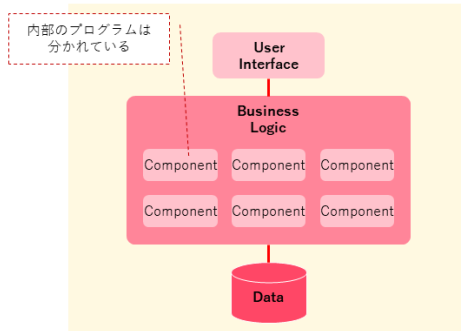 内部のプログラムは
分かれている
User
Interface
Business
Logic
Component Component Component
Component Component Component
Data